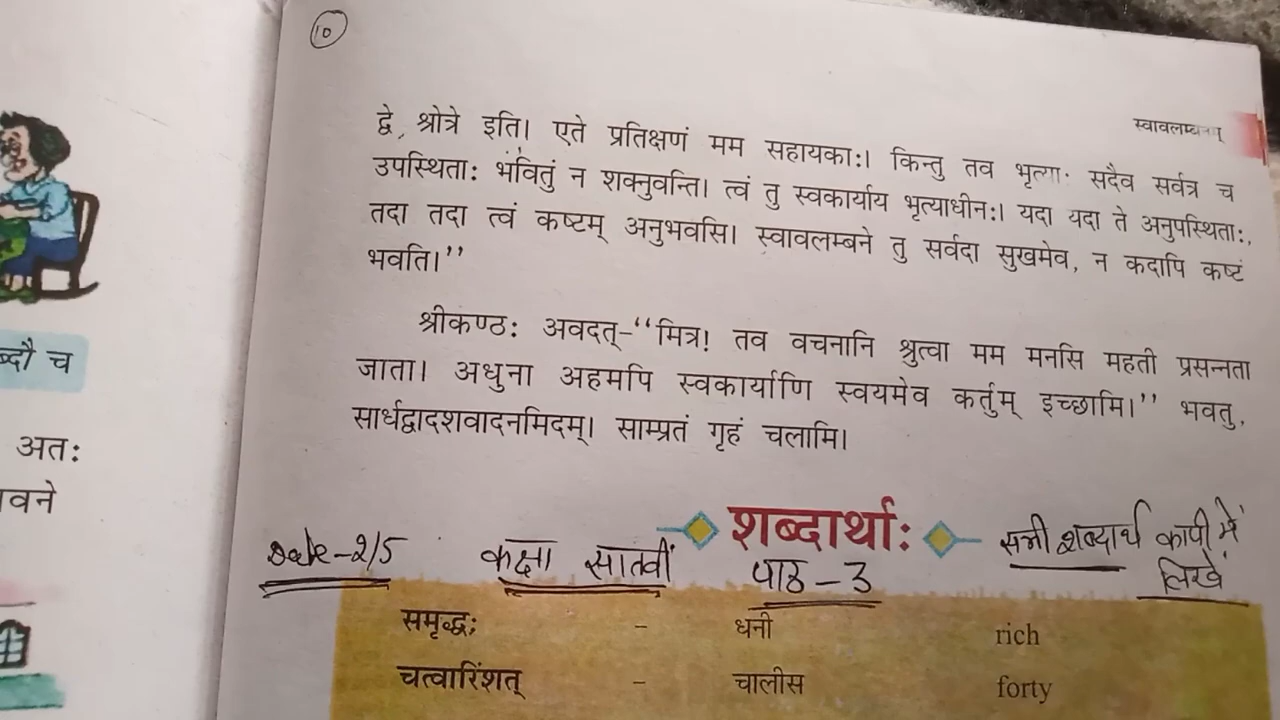 10
स्वावलम्बनम्
द्वे, श्रोत्रे इति। एते प्रतिक्षणं मम सहायकाः। किन्तु तव भृत्याः सदैव सर्वत्र च
उपस्थिताः भवितुं न शक्नुवन्ति। त्वं तु स्वकार्याय भृत्याधीनः। यदा यदा ते अनुपस्थिताः,
तदा तदा त्वं कष्टम् अनुभवसि। स्वावलम्बने तु सर्वदा सुखमेव, न कदापि कष्टं
भवति।”
श्रीकण्ठः अवदत्–“मित्र! तव वचनानि श्रुत्वा मम मनसि महती प्रसन्नता
जाता। अधुना अहमपि स्वकार्याणि स्वयमेव कर्तुम् इच्छामि।” भवतु,
सार्धद्वादशवादनमिदम्। साम्प्रतं गृहं चलामि।
ब्दौ च
अतः
वने
शब्दार्थाः
Date-2/5 कक्षा सातवीं पाठ-3 सभी शब्दार्थ कापी में
लिखें
समृद्धः - धनी rich
चत्वारिंशत् - चालीस forty